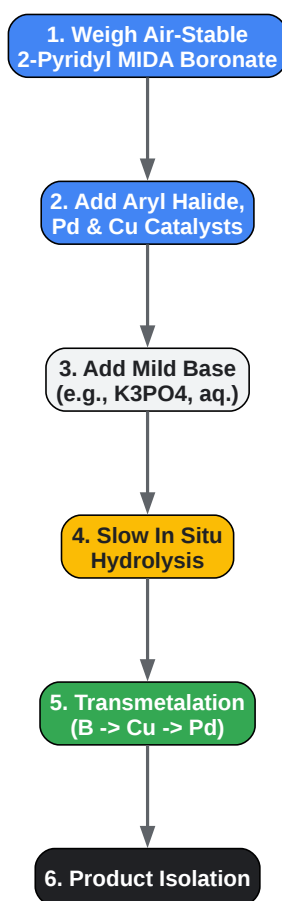 1. Weigh Air-Stable
2-Pyridyl MIDA Boronate
2. Add Aryl Halide,
Pd & Cu Catalysts
3. Add Mild Base
(e.g., K3PO4, aq.)
4. Slow In Situ
Hydrolysis
5. Transmetalation
(B -> Cu -> Pd)
6. Product Isolation